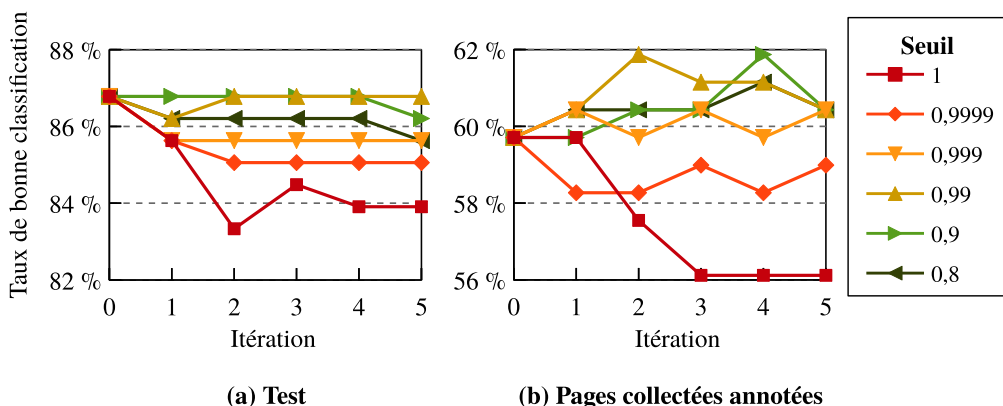 Taux de bonne classification
88 %
86 %
84 %
82 %
0 1 2 3 4 5
Itération
(a) Test
62 %
60 %
58 %
56 %
0 1 2 3 4 5
Itération
(b) Pages collectées annotées
Seuil
1
0,9999
0,999
0,99
0,9
0,8